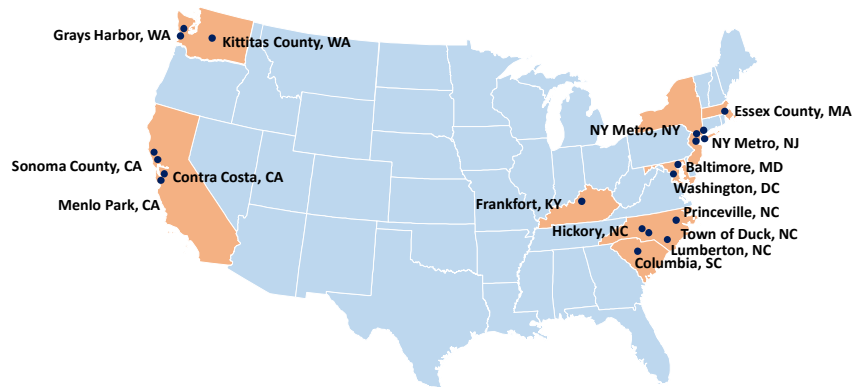 Grays Harbor, WA
Kittitas County, WA
Essex County, MA
NY Metro, NY
NY Metro, NJ
Sonoma County, CA
Contra Costa, CA
Baltimore, MD
Washington, DC
Menlo Park, CA
Frankfort, KY
Princeville, NC
Hickory, NC
Town of Duck, NC
Lumberton, NC
Columbia, SC